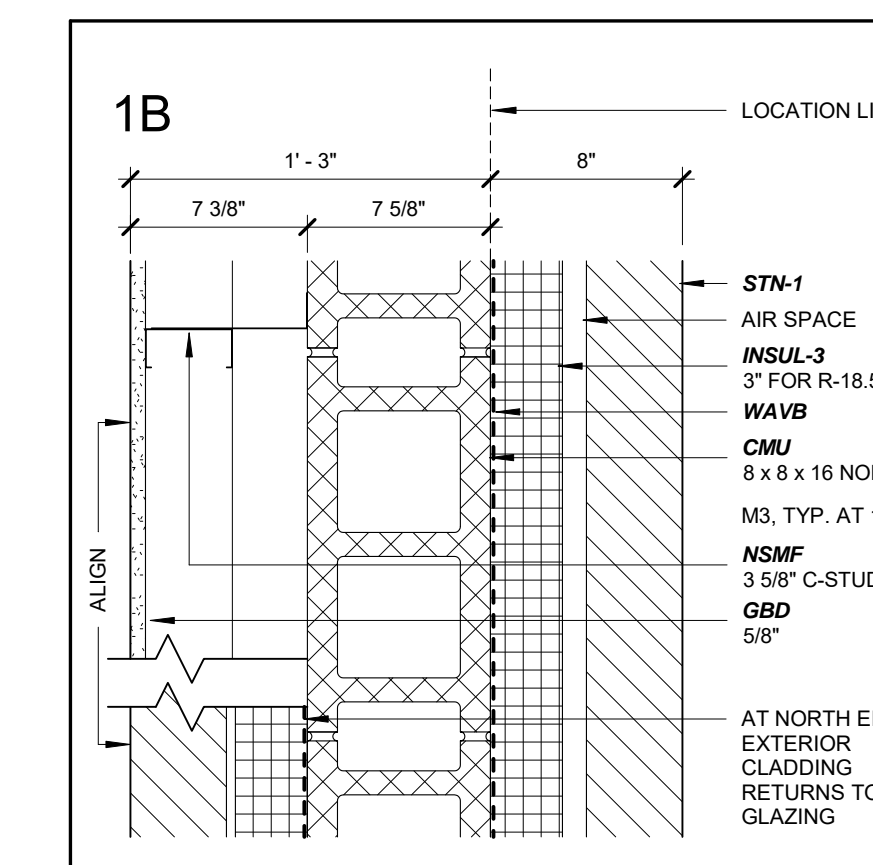 1B
LOCATION LI
1' - 3"
8"
7 3/8"
7 5/8"
STN-1
AIR SPACE
INSUL-3
3" FOR R-18.5
WAVB
CMU
8 x 8 x 16 NO
M3, TYP. AT
NSMF
3 5/8" C-STUD
GBD
5/8"
ALIGN
AT NORTH E
EXTERIOR
CLADDING
RETURNS TO
GLAZING